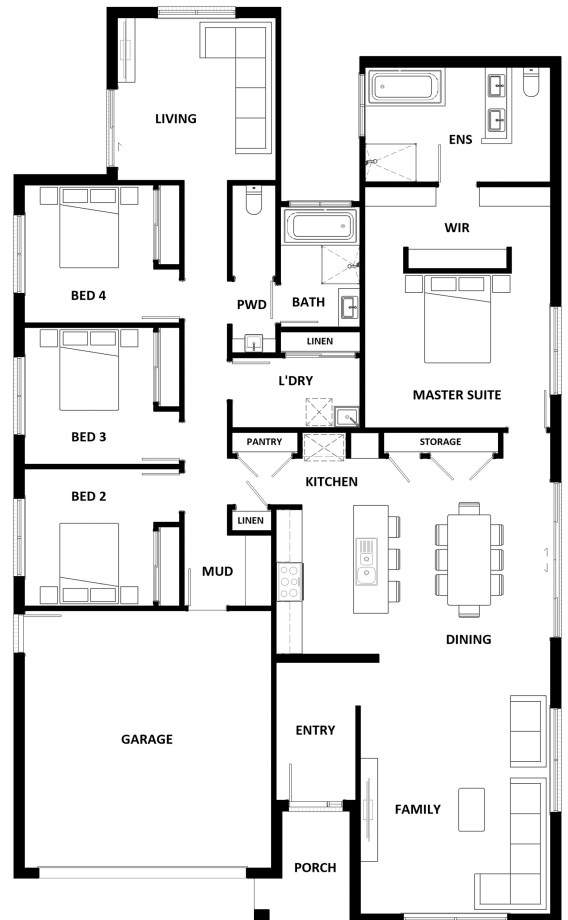 LIVING
ENS
WIR
BED 4
PWD
BATH
LINEN
L'DRY
MASTER SUITE
BED 3
PANTRY
STORAGE
KITCHEN
BED 2
LINEN
MUD
DINING
GARAGE
ENTRY
FAMILY
PORCH